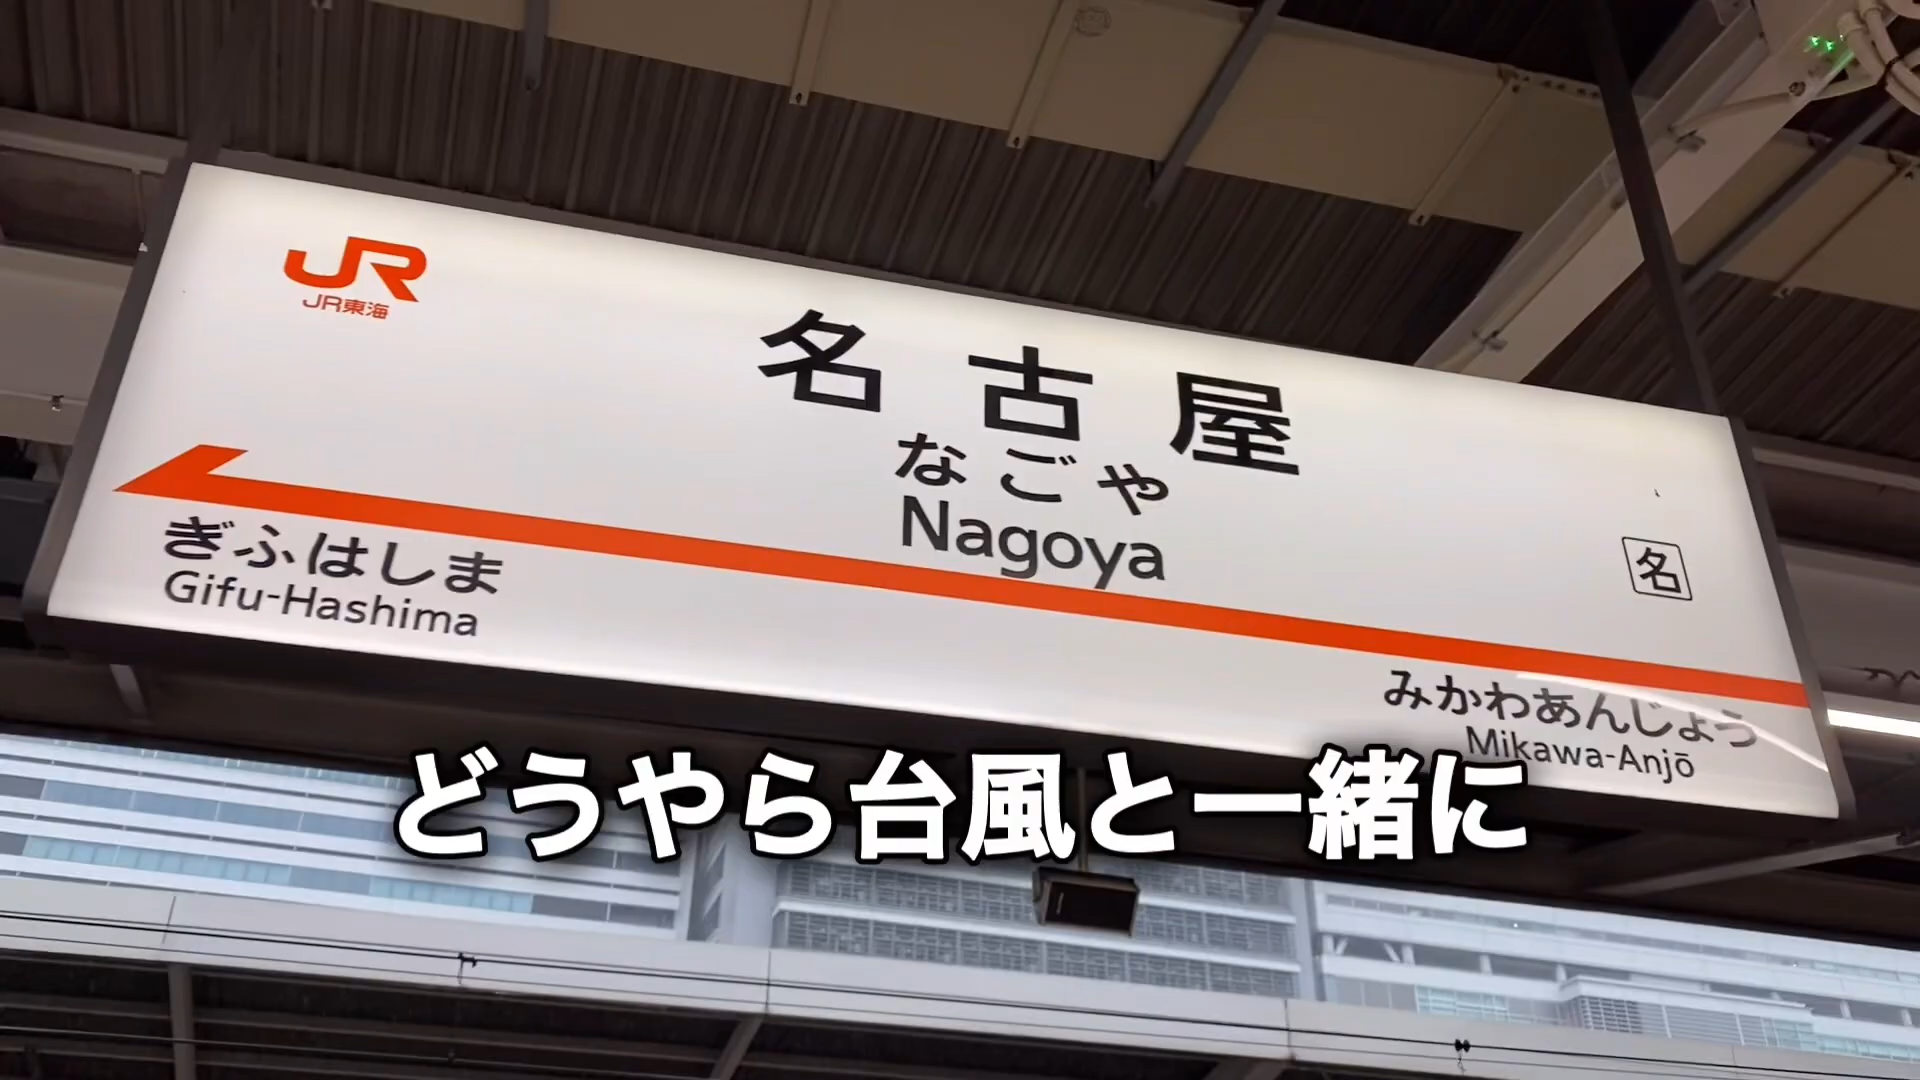 JR
JR東海
名古屋
なごや
Nagoya
名
ぎふはしま
Gifu-Hashima
みかわあんじょう
Mikawa-Anjō
どうやら台風と一緒に